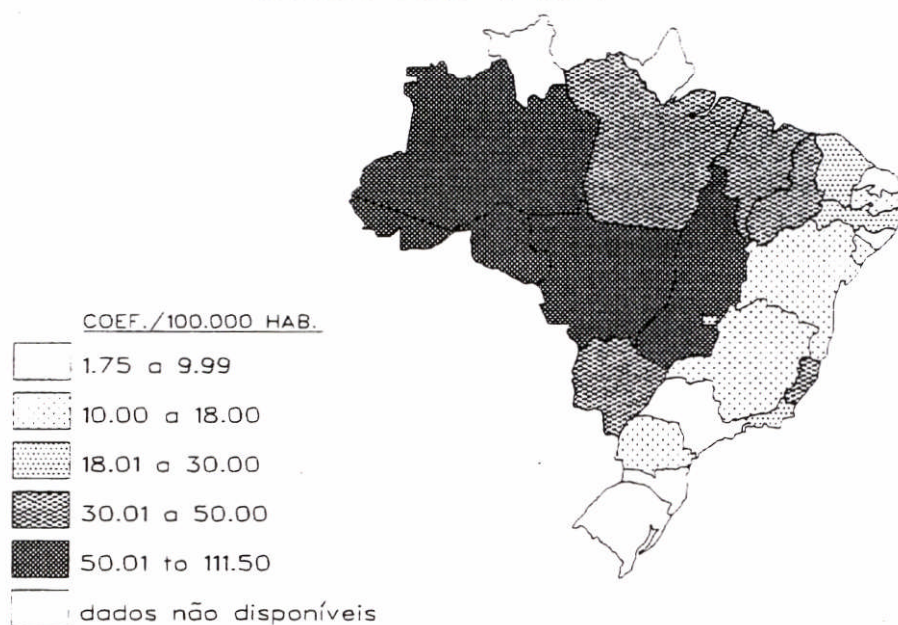 COEF./100.000 HAB.
1.75 a 9.99
10.00 a 18.00
18.01 a 30.00
30.01 a 50.00
50.01 to 111.50
dados não disponíveis